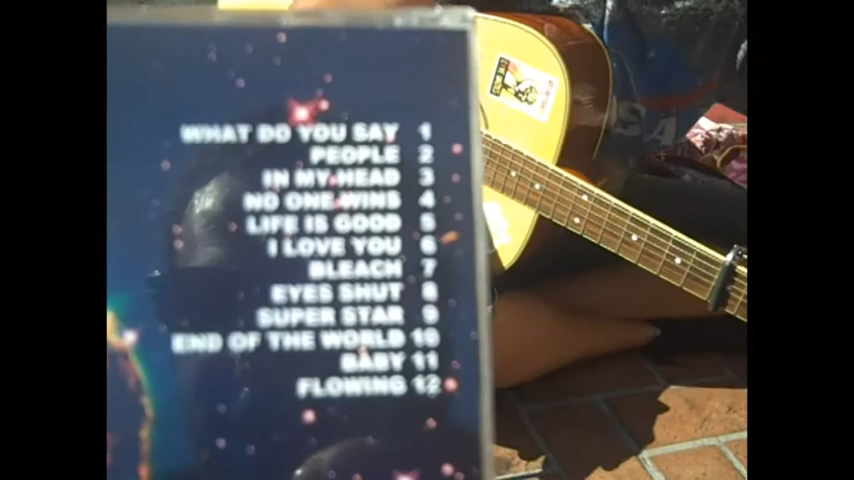 WHAT DO YOU SAY 1
PEOPLE 2
IN MY HEAD 3
NO ONE WINS 4
LIFE IS GOOD 5
I LOVE YOU 6
BLEACH 7
EYES SHUT 8
SUPER STAR 9
END OF THE WORLD 10
BABY 11
FLOWING 12